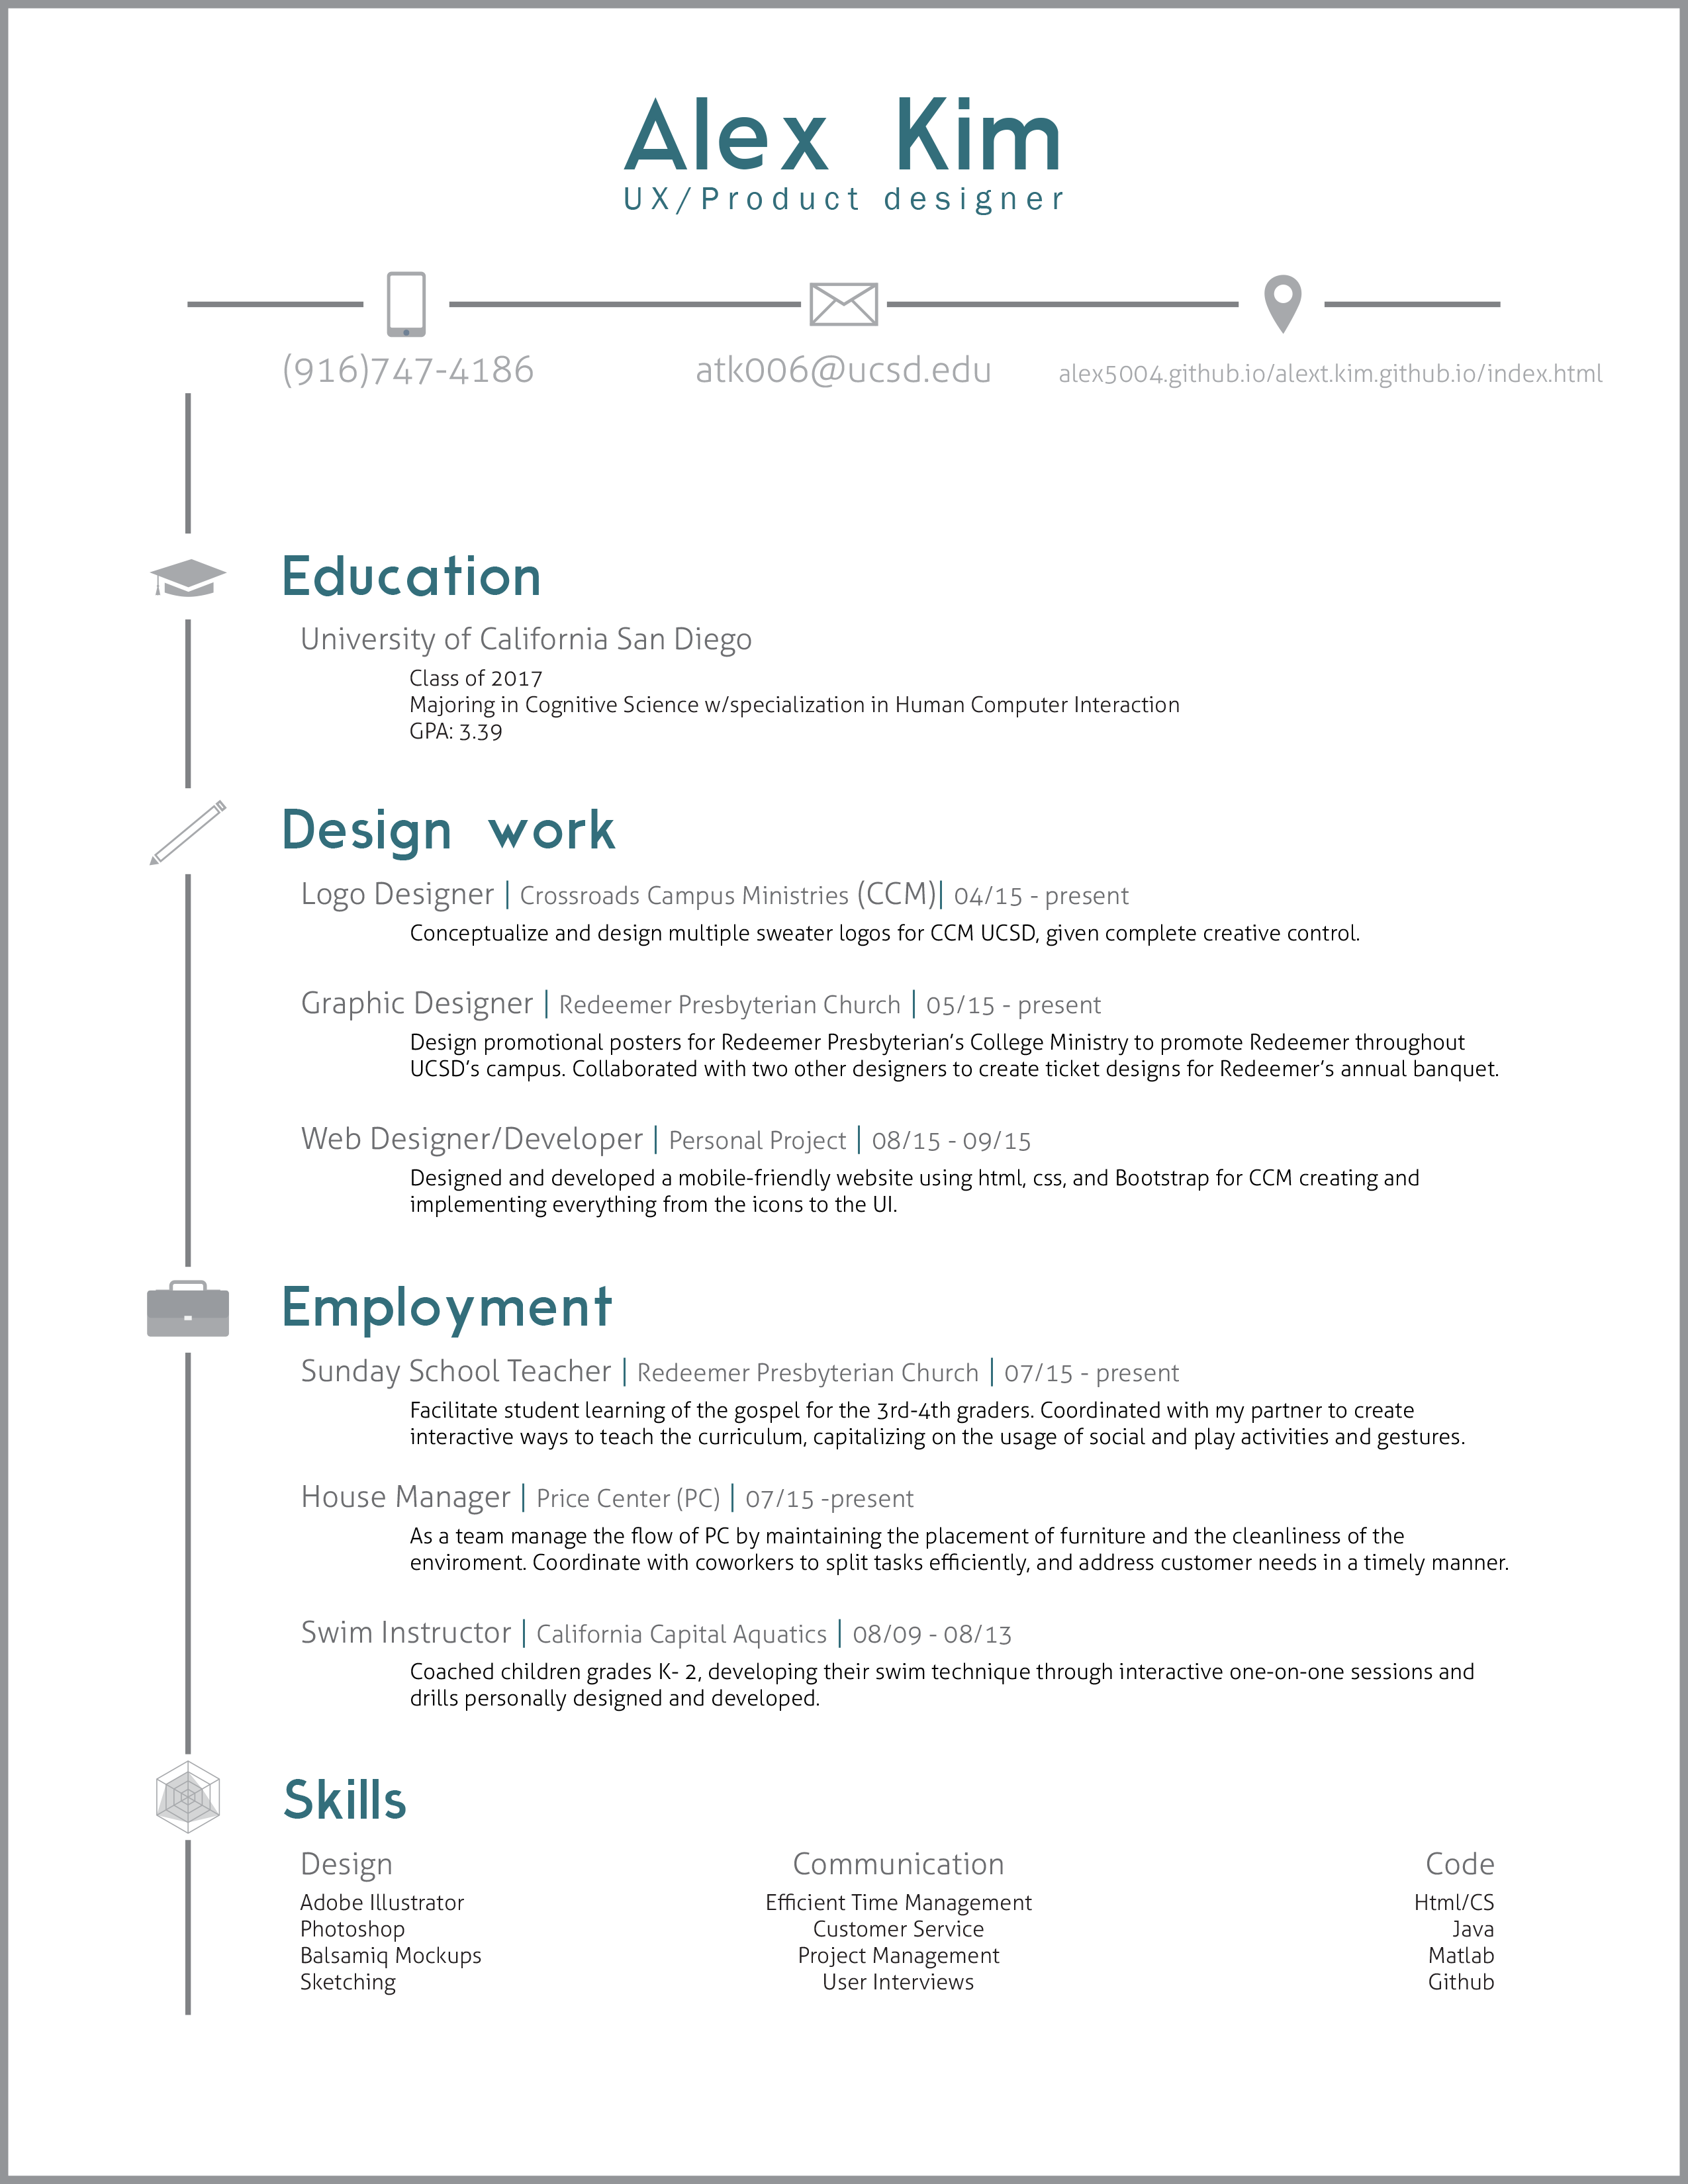 Alex Kim
UX/Product designer
(916)747-4186
atk006@ucsd.edu
alex5004.github.io/alext.kim.github.io/index.html
Education
University of California San Diego
Class of 2017
Majoring in Cognitive Science w/specialization in Human Computer Interaction
GPA: 3.39
Design work
Logo Designer | Crossroads Campus Ministries (CCM)| 04/15 - present
Conceptualize and design multiple sweater logos for CCM UCSD, given complete creative control.
Graphic Designer | Redeemer Presbyterian Church | 05/15 - present
Design promotional posters for Redeemer Presbyterian’s College Ministry to promote Redeemer throughout
UCSD’s campus. Collaborated with two other designers to create ticket designs for Redeemer’s annual banquet.
Web Designer/Developer | Personal Project | 08/15 - 09/15
Designed and developed a mobile-friendly website using html, css, and Bootstrap for CCM creating and
implementing everything from the icons to the UI.
Employment
Sunday School Teacher | Redeemer Presbyterian Church | 07/15 - present
Facilitate student learning of the gospel for the 3rd-4th graders. Coordinated with my partner to create
interactive ways to teach the curriculum, capitalizing on the usage of social and play activities and gestures.
House Manager | Price Center (PC) | 07/15 -present
As a team manage the flow of PC by maintaining the placement of furniture and the cleanliness of the
enviroment. Coordinate with coworkers to split tasks efficiently, and address customer needs in a timely manner.
Swim Instructor | California Capital Aquatics | 08/09 - 08/13
Coached children grades K- 2, developing their swim technique through interactive one-on-one sessions and
drills personally designed and developed.
Skills
Design
Adobe Illustrator
Photoshop
Balsamiq Mockups
Sketching
Communication
Efficient Time Management
Customer Service
Project Management
User Interviews
Code
Html/CS
Java
Matlab
Github